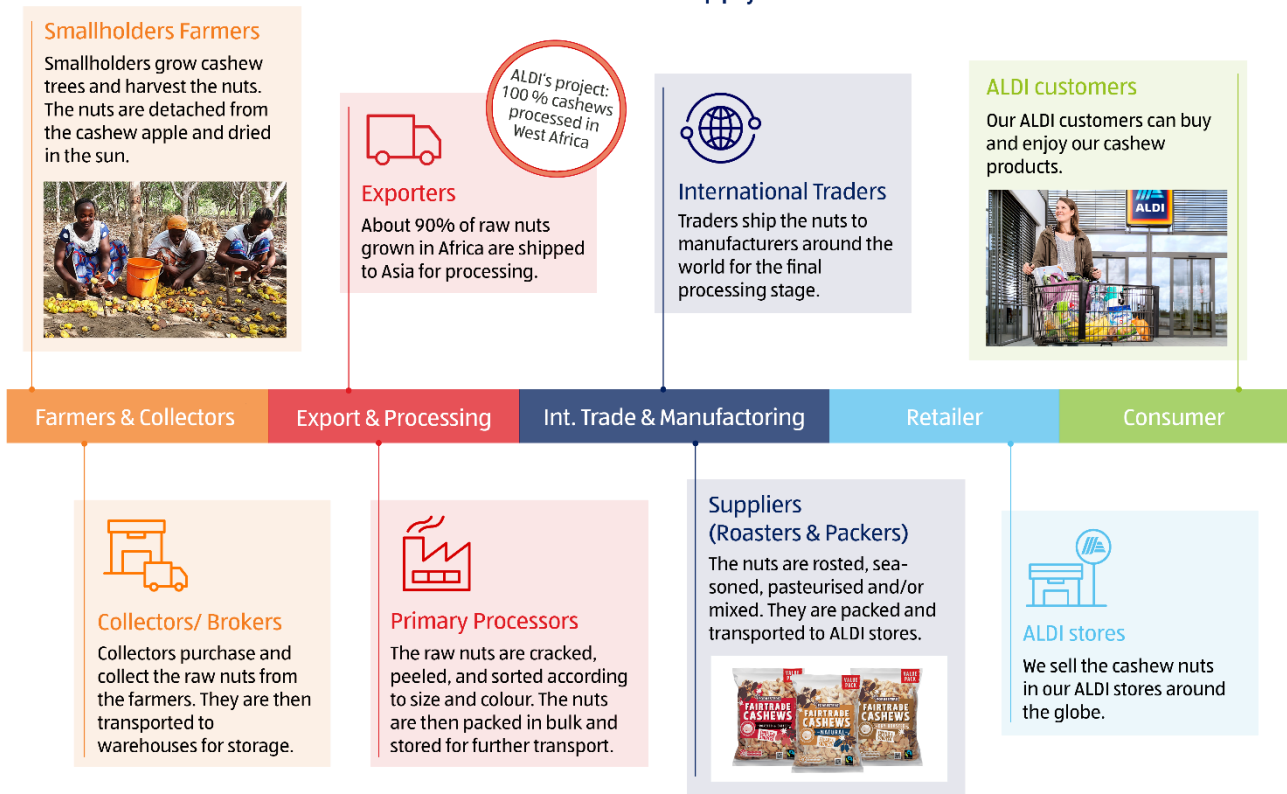 Smallholders Farmers
Smallholders grow cashew
trees and harvest the nuts.
The nuts are detached from
the cashew apple and dried
in the sun.
Exporters
About 90% of raw nuts
grown in Africa are shipped
to Asia for processing.
ALDI's project:
100 % cashews
processed in
West Africa
International Traders
Traders ship the nuts to
manufacturers around the
world for the final
processing stage.
ALDI customers
Our ALDI customers can buy
and enjoy our cashew
products.
ALDI
Farmers & Collectors
Export & Processing
Int. Trade & Manufactoring
Retailer
Consumer
Collectors/ Brokers
Collectors purchase and
collect the raw nuts from
the farmers. They are then
transported to
warehouses for storage.
Primary Processors
The raw nuts are cracked,
peeled, and sorted according
to size and colour. The nuts
are then packed in bulk and
stored for further transport.
Suppliers
(Roasters & Packers)
The nuts are rosted, sea-
soned, pasteurised and/or
mixed. They are packed and
transported to ALDI stores.
VALUE
PACK
FAIRTRADE
CASHEWS
VALUE
PACK
FAIRTRADE
CASHEWS
NATURAL
VALUE
PACK
FAIRTRADE
CASHEWS
ALDI stores
We sell the cashew nuts
in our ALDI stores around
the globe.